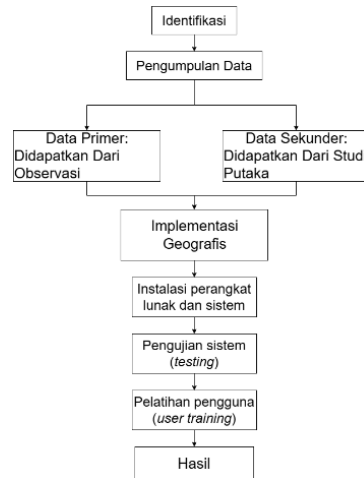 Identifikasi
Pengumpulan Data
Data Primer:
Didapatkan Dari
Observasi
Data Sekunder:
Didapatkan Dari Stud
Putaka
Implementasi
Geografis
Instalasi perangkat
lunak dan sistem
Pengujian sistem
(testing)
Pelatihan pengguna
(user training)
Hasil